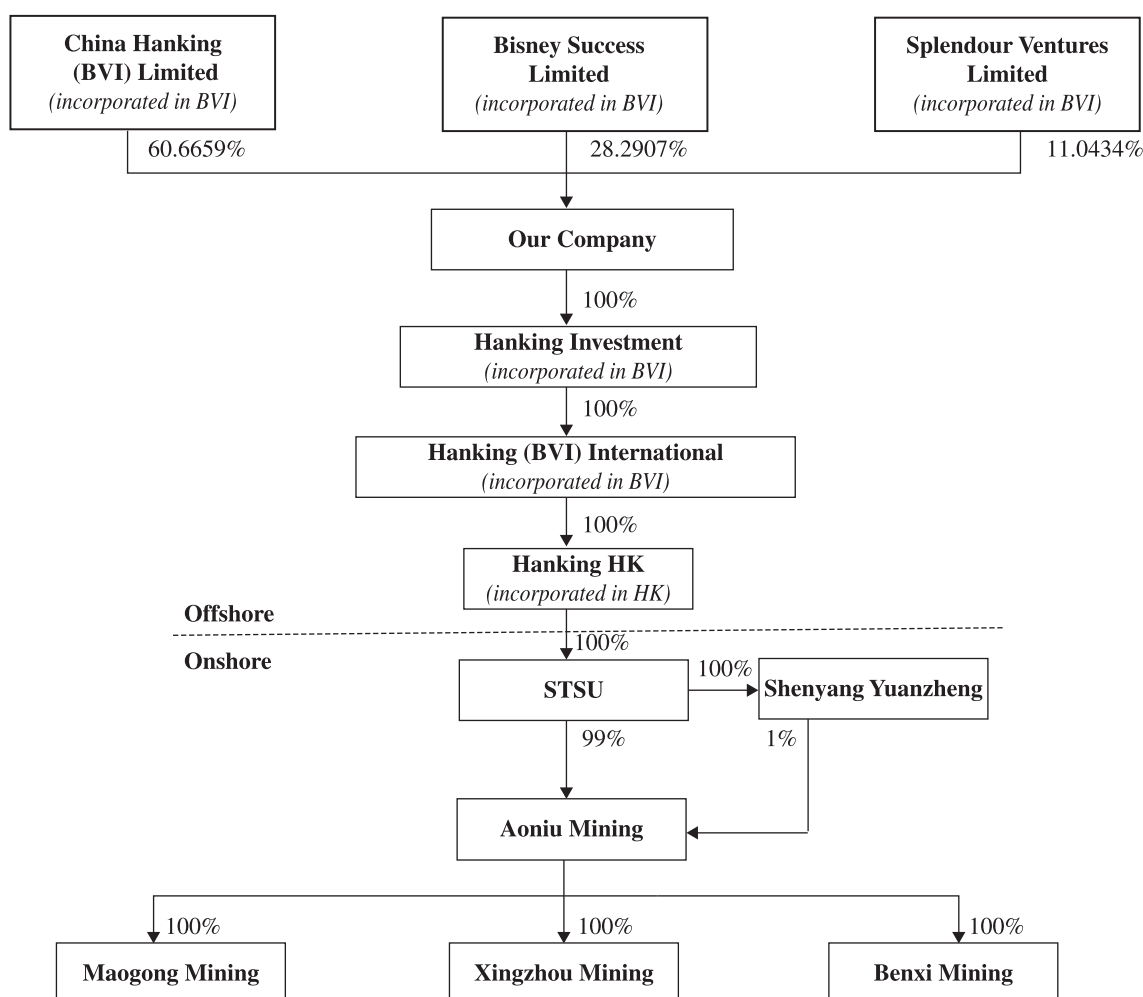 China Hanking
(BVI) Limited
(incorporated in BVI)
Bisney Success
Limited
(incorporated in BVI)
Splendour Ventures
Limited
(incorporated in BVI)
60.6659%
28.2907%
11.0434%
Our Company
100%
Hanking Investment
(incorporated in BVI)
100%
Hanking (BVI) International
(incorporated in BVI)
100%
Hanking HK
(incorporated in HK)
Offshore
100%
Onshore
STSU
100%
Shenyang Yuanzheng
99%
1%
Aoniu Mining
100%
100%
100%
Maogong Mining
Xingzhou Mining
Benxi Mining